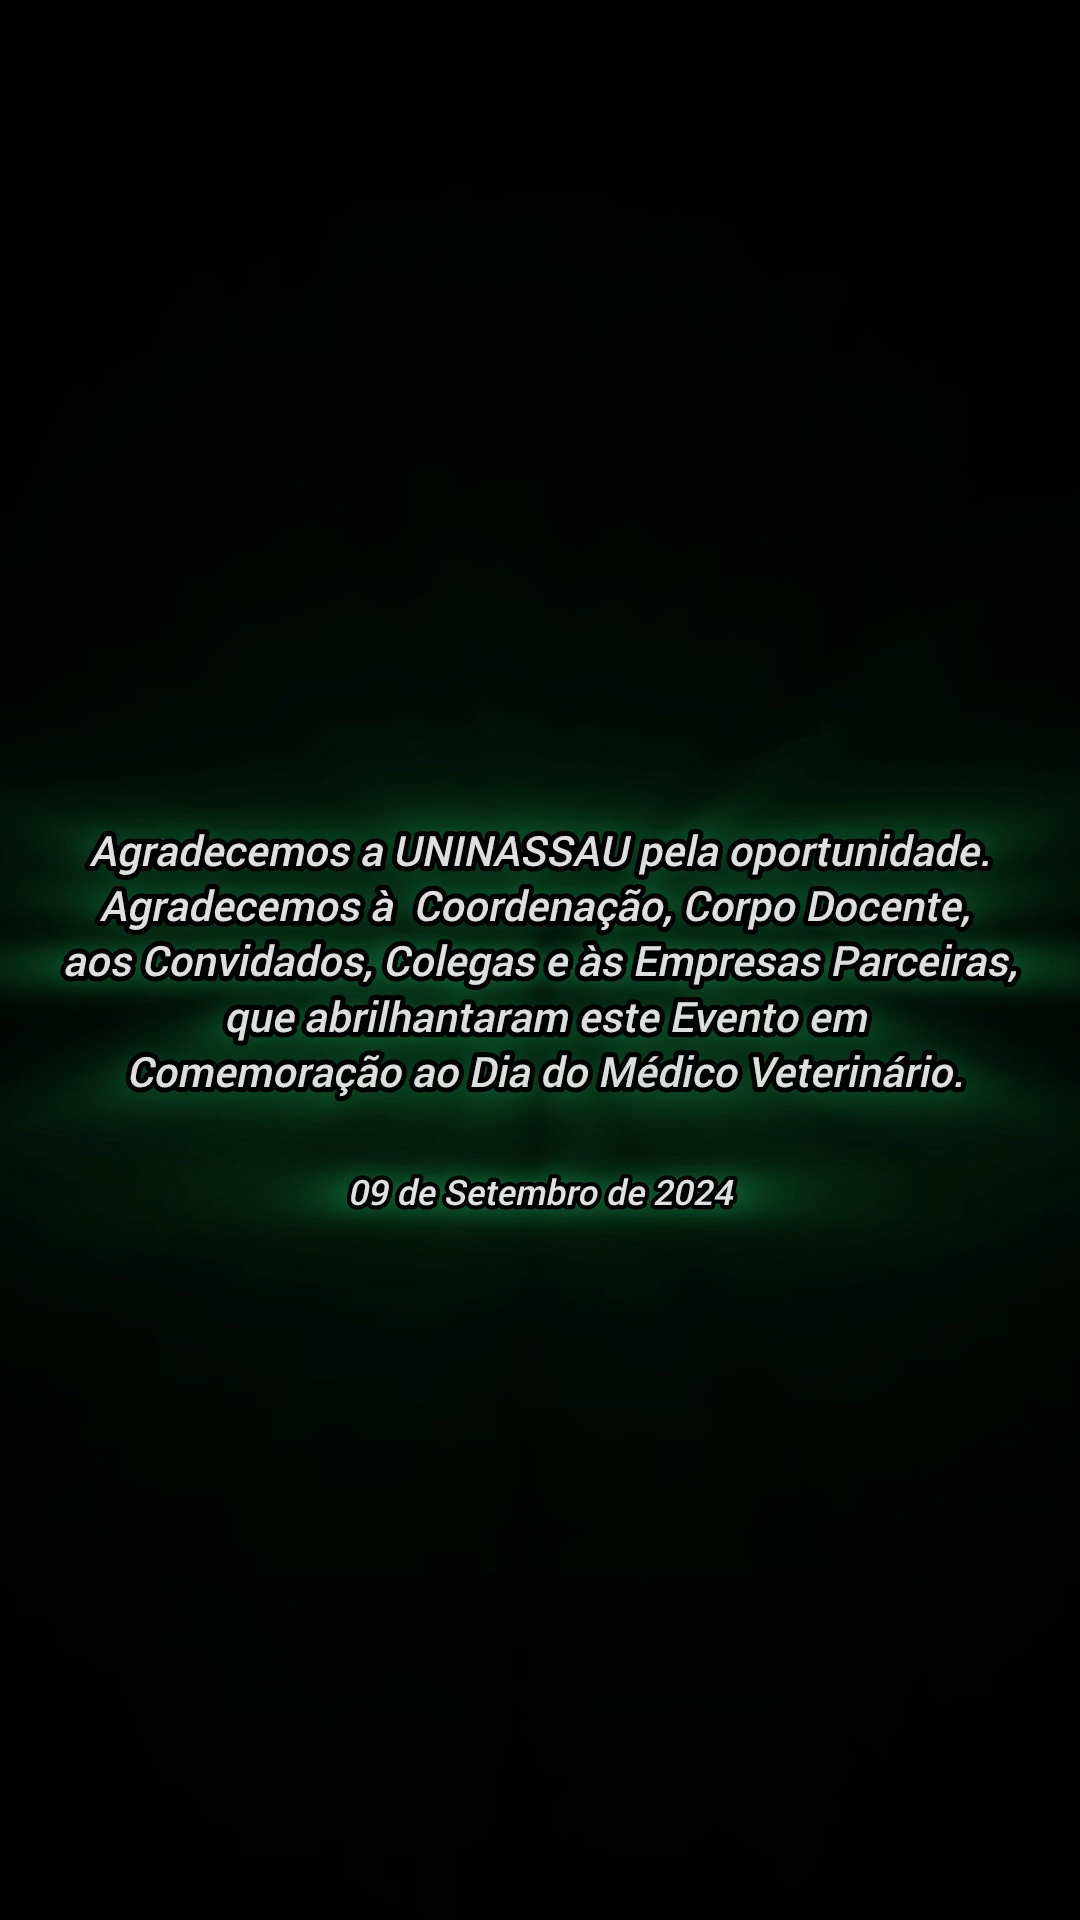 Agradecemos a UNINASSAU pela oportunidade.
Agradecemos à  Coordenação, Corpo Docente,
aos Convidados, Colegas e às Empresas Parceiras,
que abrilhantaram este Evento em
Comemoração ao Dia do Médico Veterinário.
09 de Setembro de 2024